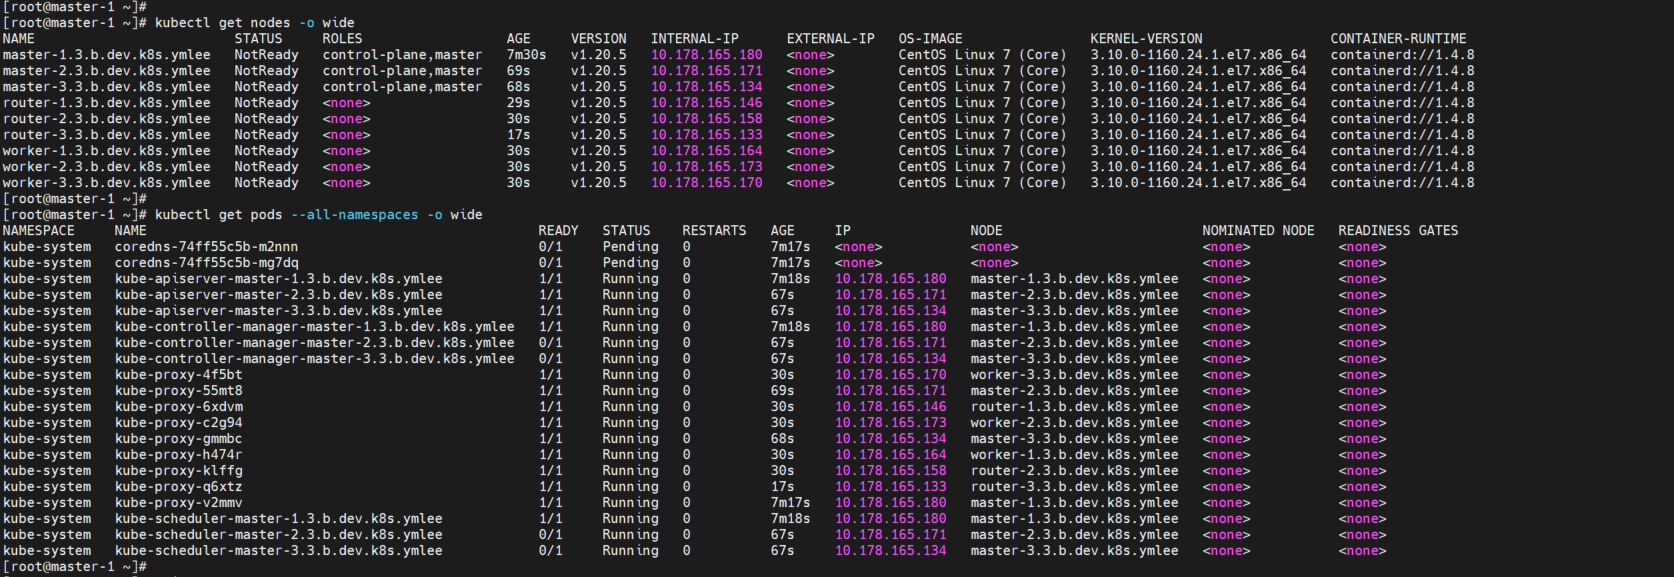 [root@master-1 ~]#
[root@master-1 ~]# kubectl get nodes -o wide
NAME STATUS ROLES AGE VERSION INTERNAL-IP EXTERNAL-IP OS-IMAGE KERNEL-VERSION CONTAINER-RUNTIME
master-1.3.b.dev.k8s.ymlee NotReady control-plane,master 7m30s v1.20.5 10.178.165.180 <none> CentOS Linux 7 (Core) 3.10.0-1160.24.1.el7.x86_64 containerd://1.4.8
master-2.3.b.dev.k8s.ymlee NotReady control-plane,master 69s v1.20.5 10.178.165.171 <none> CentOS Linux 7 (Core) 3.10.0-1160.24.1.el7.x86_64 containerd://1.4.8
master-3.3.b.dev.k8s.ymlee NotReady control-plane,master 68s v1.20.5 10.178.165.134 <none> CentOS Linux 7 (Core) 3.10.0-1160.24.1.el7.x86_64 containerd://1.4.8
router-1.3.b.dev.k8s.ymlee NotReady <none> 29s v1.20.5 10.178.165.146 <none> CentOS Linux 7 (Core) 3.10.0-1160.24.1.el7.x86_64 containerd://1.4.8
router-2.3.b.dev.k8s.ymlee NotReady <none> 30s v1.20.5 10.178.165.158 <none> CentOS Linux 7 (Core) 3.10.0-1160.24.1.el7.x86_64 containerd://1.4.8
router-3.3.b.dev.k8s.ymlee NotReady <none> 17s v1.20.5 10.178.165.133 <none> CentOS Linux 7 (Core) 3.10.0-1160.24.1.el7.x86_64 containerd://1.4.8
worker-1.3.b.dev.k8s.ymlee NotReady <none> 30s v1.20.5 10.178.165.164 <none> CentOS Linux 7 (Core) 3.10.0-1160.24.1.el7.x86_64 containerd://1.4.8
worker-2.3.b.dev.k8s.ymlee NotReady <none> 30s v1.20.5 10.178.165.173 <none> CentOS Linux 7 (Core) 3.10.0-1160.24.1.el7.x86_64 containerd://1.4.8
worker-3.3.b.dev.k8s.ymlee NotReady <none> 30s v1.20.5 10.178.165.170 <none> CentOS Linux 7 (Core) 3.10.0-1160.24.1.el7.x86_64 containerd://1.4.8
[root@master-1 ~]#
[root@master-1 ~]# kubectl get pods --all-namespaces -o wide
NAMESPACE NAME READY STATUS RESTARTS AGE IP NODE NOMINATED NODE READINESS GATES
kube-system coredns-74ff55c5b-m2nnn 0/1 Pending 0 7m17s <none> <none> <none> <none>
kube-system coredns-74ff55c5b-mg7dq 0/1 Pending 0 7m17s <none> <none> <none> <none>
kube-system kube-apiserver-master-1.3.b.dev.k8s.ymlee 1/1 Running 0 7m18s 10.178.165.180 master-1.3.b.dev.k8s.ymlee <none> <none>
kube-system kube-apiserver-master-2.3.b.dev.k8s.ymlee 1/1 Running 0 67s 10.178.165.171 master-2.3.b.dev.k8s.ymlee <none> <none>
kube-system kube-apiserver-master-3.3.b.dev.k8s.ymlee 1/1 Running 0 67s 10.178.165.134 master-3.3.b.dev.k8s.ymlee <none> <none>
kube-system kube-controller-manager-master-1.3.b.dev.k8s.ymlee 1/1 Running 0 7m18s 10.178.165.180 master-1.3.b.dev.k8s.ymlee <none> <none>
kube-system kube-controller-manager-master-2.3.b.dev.k8s.ymlee 0/1 Running 0 67s 10.178.165.171 master-2.3.b.dev.k8s.ymlee <none> <none>
kube-system kube-controller-manager-master-3.3.b.dev.k8s.ymlee 0/1 Running 0 67s 10.178.165.134 master-3.3.b.dev.k8s.ymlee <none> <none>
kube-system kube-proxy-4f5bt 1/1 Running 0 30s 10.178.165.170 worker-3.3.b.dev.k8s.ymlee <none> <none>
kube-system kube-proxy-55mt8 1/1 Running 0 69s 10.178.165.171 master-2.3.b.dev.k8s.ymlee <none> <none>
kube-system kube-proxy-6xdvm 1/1 Running 0 30s 10.178.165.146 router-1.3.b.dev.k8s.ymlee <none> <none>
kube-system kube-proxy-c2g94 1/1 Running 0 30s 10.178.165.173 worker-2.3.b.dev.k8s.ymlee <none> <none>
kube-system kube-proxy-gmmbc 1/1 Running 0 68s 10.178.165.134 master-3.3.b.dev.k8s.ymlee <none> <none>
kube-system kube-proxy-h474r 1/1 Running 0 30s 10.178.165.164 worker-1.3.b.dev.k8s.ymlee <none> <none>
kube-system kube-proxy-klffg 1/1 Running 0 30s 10.178.165.158 router-2.3.b.dev.k8s.ymlee <none> <none>
kube-system kube-proxy-q6xtz 1/1 Running 0 17s 10.178.165.133 router-3.3.b.dev.k8s.ymlee <none> <none>
kube-system kube-proxy-v2mmv 1/1 Running 0 7m17s 10.178.165.180 master-1.3.b.dev.k8s.ymlee <none> <none>
kube-system kube-scheduler-master-1.3.b.dev.k8s.ymlee 1/1 Running 0 7m18s 10.178.165.180 master-1.3.b.dev.k8s.ymlee <none> <none>
kube-system kube-scheduler-master-2.3.b.dev.k8s.ymlee 0/1 Running 0 67s 10.178.165.171 master-2.3.b.dev.k8s.ymlee <none> <none>
kube-system kube-scheduler-master-3.3.b.dev.k8s.ymlee 0/1 Running 0 67s 10.178.165.134 master-3.3.b.dev.k8s.ymlee <none> <none>
[root@master-1 ~]#